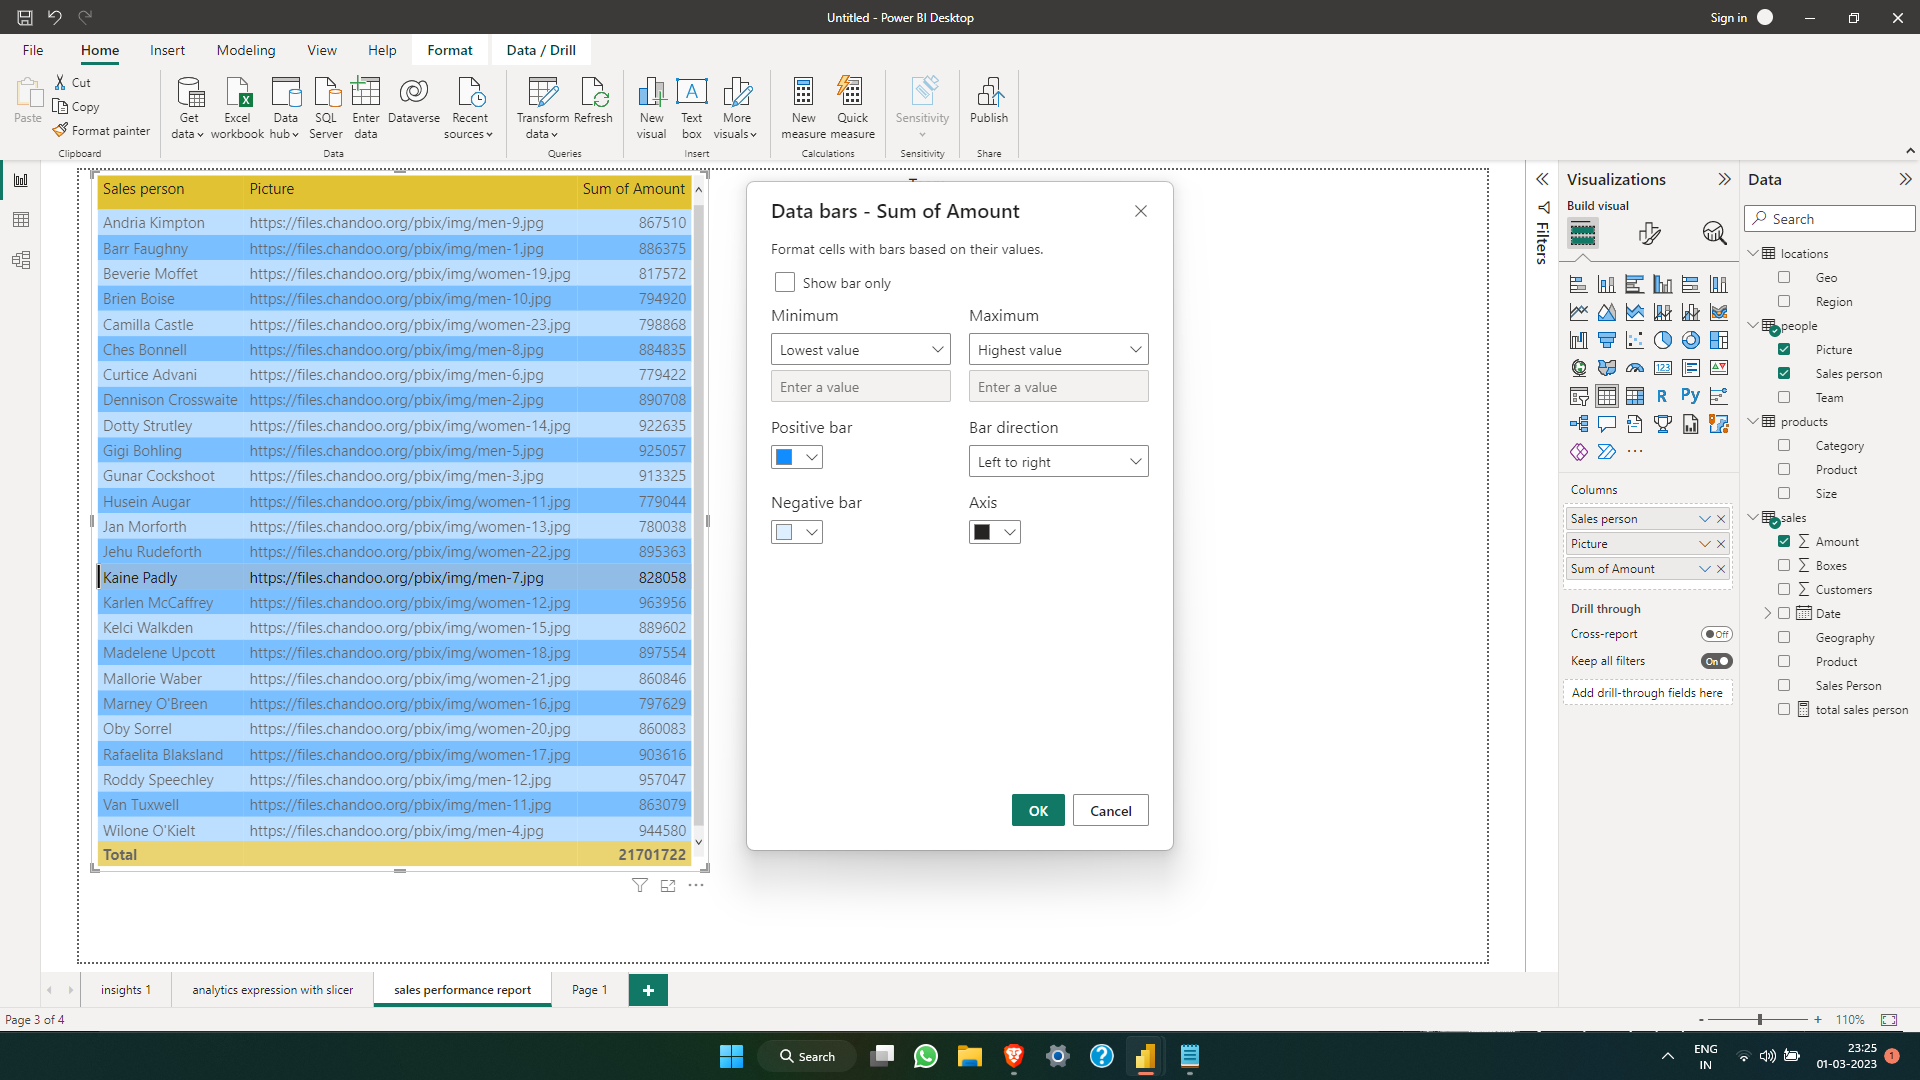 Untitled - Power BI Desktop
Sign in
File Home Insert Modeling View Help Format Data / Drill
Paste
Cut
Copy
Format painter
Clipboard
Get data
Excel workbook
Data hub
SQL Server
Enter data
Dataverse
Recent sources
Data
Transform data
Refresh
Queries
New visual
Text box
More visuals
Insert
New measure
Quick measure
Calculations
Sensitivity
Sensitivity
Publish
Share
Sales person Picture Sum of Amount
Andria Kimpton https://files.chandoo.org/pbix/img/men-9.jpg 867510
Barr Faughny https://files.chandoo.org/pbix/img/men-1.jpg 886375
Beverie Moffet https://files.chandoo.org/pbix/img/women-19.jpg 817572
Brien Boise https://files.chandoo.org/pbix/img/men-10.jpg 794920
Camilla Castle https://files.chandoo.org/pbix/img/women-23.jpg 798868
Ches Bonnell https://files.chandoo.org/pbix/img/men-8.jpg 884835
Curtice Advani https://files.chandoo.org/pbix/img/men-6.jpg 779422
Dennison Crosswaite https://files.chandoo.org/pbix/img/men-2.jpg 890708
Dotty Strutley https://files.chandoo.org/pbix/img/women-14.jpg 922635
Gigi Bohling https://files.chandoo.org/pbix/img/men-5.jpg 925057
Gunar Cockshoot https://files.chandoo.org/pbix/img/men-3.jpg 913325
Husein Augar https://files.chandoo.org/pbix/img/women-11.jpg 779044
Jan Morforth https://files.chandoo.org/pbix/img/women-13.jpg 780038
Jehu Rudeforth https://files.chandoo.org/pbix/img/women-22.jpg 895363
Kaine Padly https://files.chandoo.org/pbix/img/men-7.jpg 828058
Karlen McCaffrey https://files.chandoo.org/pbix/img/women-12.jpg 963956
Kelci Walkden https://files.chandoo.org/pbix/img/women-15.jpg 889602
Madelene Upcott https://files.chandoo.org/pbix/img/women-18.jpg 897554
Mallorie Waber https://files.chandoo.org/pbix/img/women-21.jpg 860846
Marney O'Breen https://files.chandoo.org/pbix/img/women-16.jpg 797629
Oby Sorrel https://files.chandoo.org/pbix/img/women-20.jpg 860083
Rafaelita Blaksland https://files.chandoo.org/pbix/img/women-17.jpg 903616
Roddy Speechley https://files.chandoo.org/pbix/img/men-12.jpg 957047
Van Tuxwell https://files.chandoo.org/pbix/img/men-11.jpg 863079
Wilone O'Kielt https://files.chandoo.org/pbix/img/men-4.jpg 944580
Total 21701722
Data bars - Sum of Amount
Format cells with bars based on their values.
Show bar only
Minimum Maximum
Lowest value Highest value
Enter a value Enter a value
Positive bar Bar direction
Left to right
Negative bar Axis
OK Cancel
Filters
Visualizations
Build visual
R Py
123
Columns
Sales person
Picture
Sum of Amount
Drill through
Cross-report Off
Keep all filters On
Add drill-through fields here
Data
Search
locations
Geo
Region
people
Picture
Sales person
Team
products
Category
Product
Size
sales
Amount
Boxes
Customers
Date
Geography
Product
Sales Person
total sales person
insights 1 analytics expression with slicer sales performance report Page 1 +
Page 3 of 4
- + 110%
Search
ENG
IN
23:25
01-03-2023
1